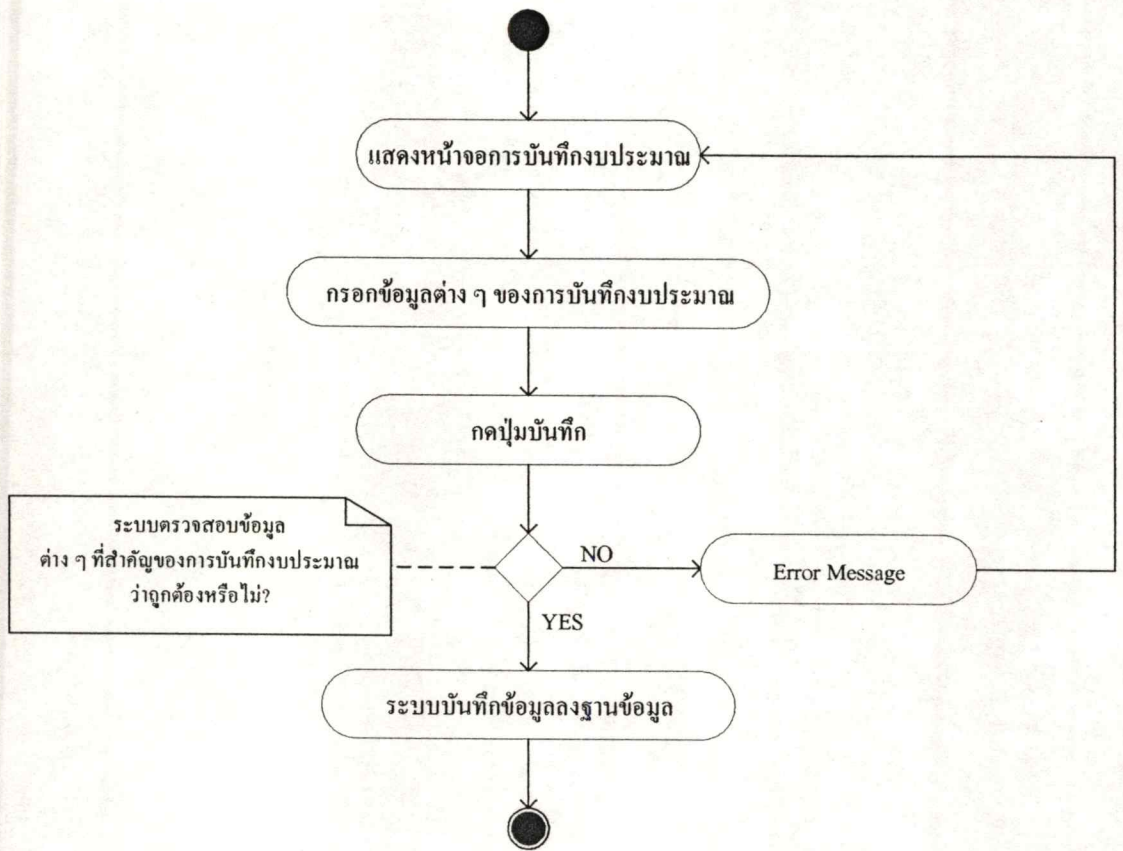 แสดงหน้าจอการบันทึกงบประมาณ
กรอกข้อมูลต่าง ๆ ของการบันทึกงบประมาณ
กดปุ่มบันทึก
ระบบตรวจสอบข้อมูล
ต่าง ๆ ที่สำคัญของการบันทึกงบประมาณ
ว่าถูกต้องหรือไม่?
NO
Error Message
YES
ระบบบันทึกข้อมูลลงฐานข้อมูล